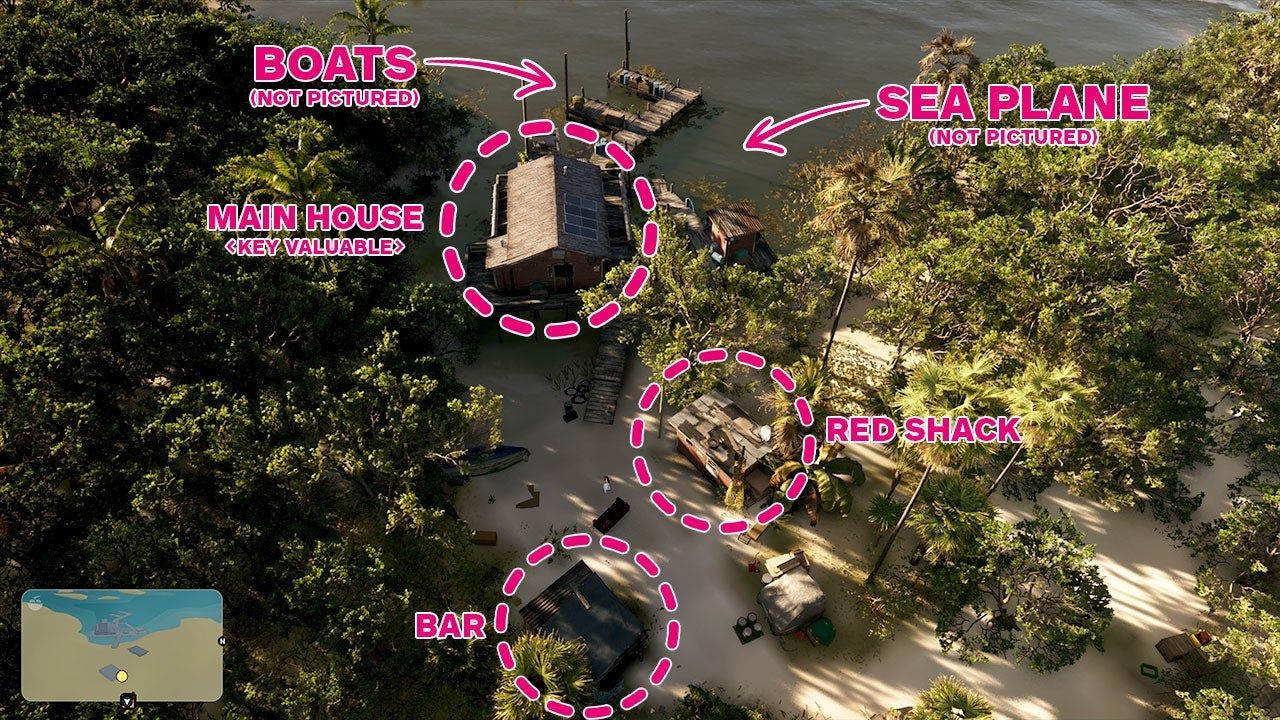 BOATS
(NOT PICTURED)
SEA PLANE
(NOT PICTURED)
MAIN HOUSE
<KEY VALUABLE>
RED SHACK
BAR
N